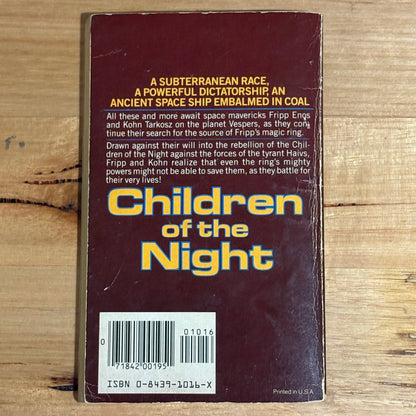 A SUBTERRANEAN RACE,
A POWERFUL DICTATORSHIP, AN
ANCIENT SPACE SHIP EMBALMED IN COAL
All these and more await space mavericks Fripp Enos
and Kohn Tarkosz on the planet Vespers, as they con
tinue their search for the source of Fripp's magic ring.
Drawn against their will into the rebellion of the Chil-
dren of the Night against the forces of the tyrant Haivs,
Fripp and Kohn realize that even the ring's mighty
powers might not be able to save them, as they battle for
their very lives!
Children
of the
Night
01016
0
71842 00195
ISBN 0-8439-1016-X
Printed in U.S.A.